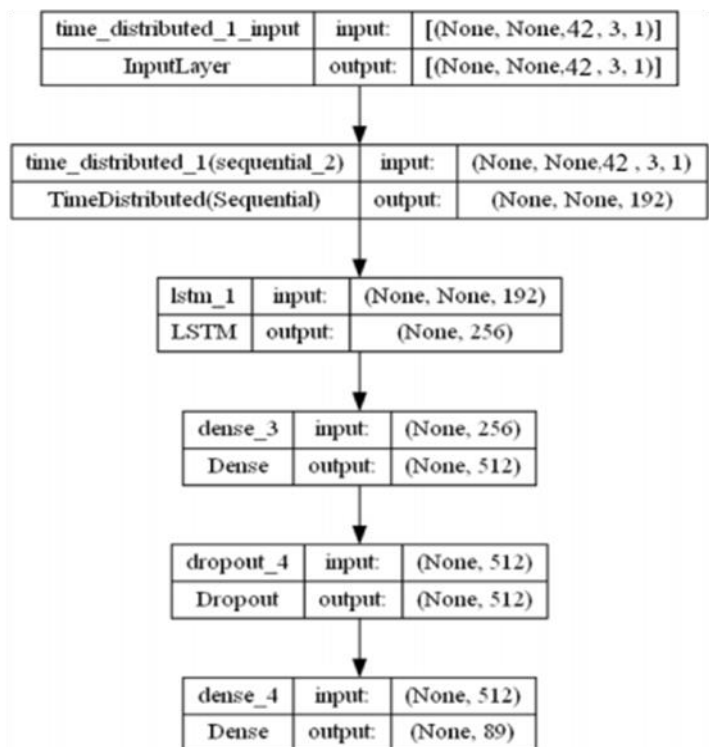 time_distributed_1_input input: [(None, None,42 , 3, 1)]
InputLayer output: [(None, None,42 , 3, 1)]
time_distributed_1(sequential_2) input: (None, None,42 , 3, 1)
TimeDistributed(Sequential) output: (None, None, 192)
lstm_1 input: (None, None, 192)
LSTM output: (None, 256)
dense_3 input: (None, 256)
Dense output: (None, 512)
dropout_4 input: (None, 512)
Dropout output: (None, 512)
dense_4 input: (None, 512)
Dense output: (None, 89)